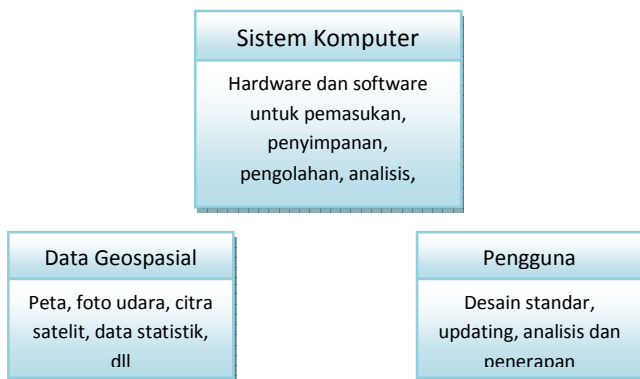 Sistem Komputer
Hardware dan software
untuk pemasukan,
penyimpanan,
pengolahan, analisis,
Data Geospasial
Peta, foto udara, citra
satelit, data statistik,
dll
Pengguna
Desain standar,
updating, analisis dan
penerapan